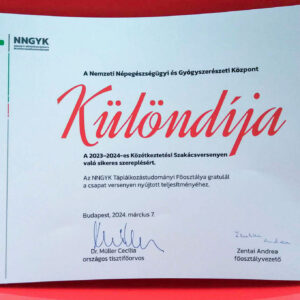 NNGYK
A Nemzeti Népegészségügyi és Gyógyszerészeti Központ
Különdíja
A 2023-2024-es Közétkeztetési Szakácsversenyen
való sikeres szereplésért.
Az NNGYK Táplálkozástudományi Főosztálya gratulál
a csapat versenyen nyújtott teljesítményéhez.
Budapest, 2024. március 7.
Dr. Müller Cecília
országos tisztifőorvos
Zentai Andrea
főosztályvezető